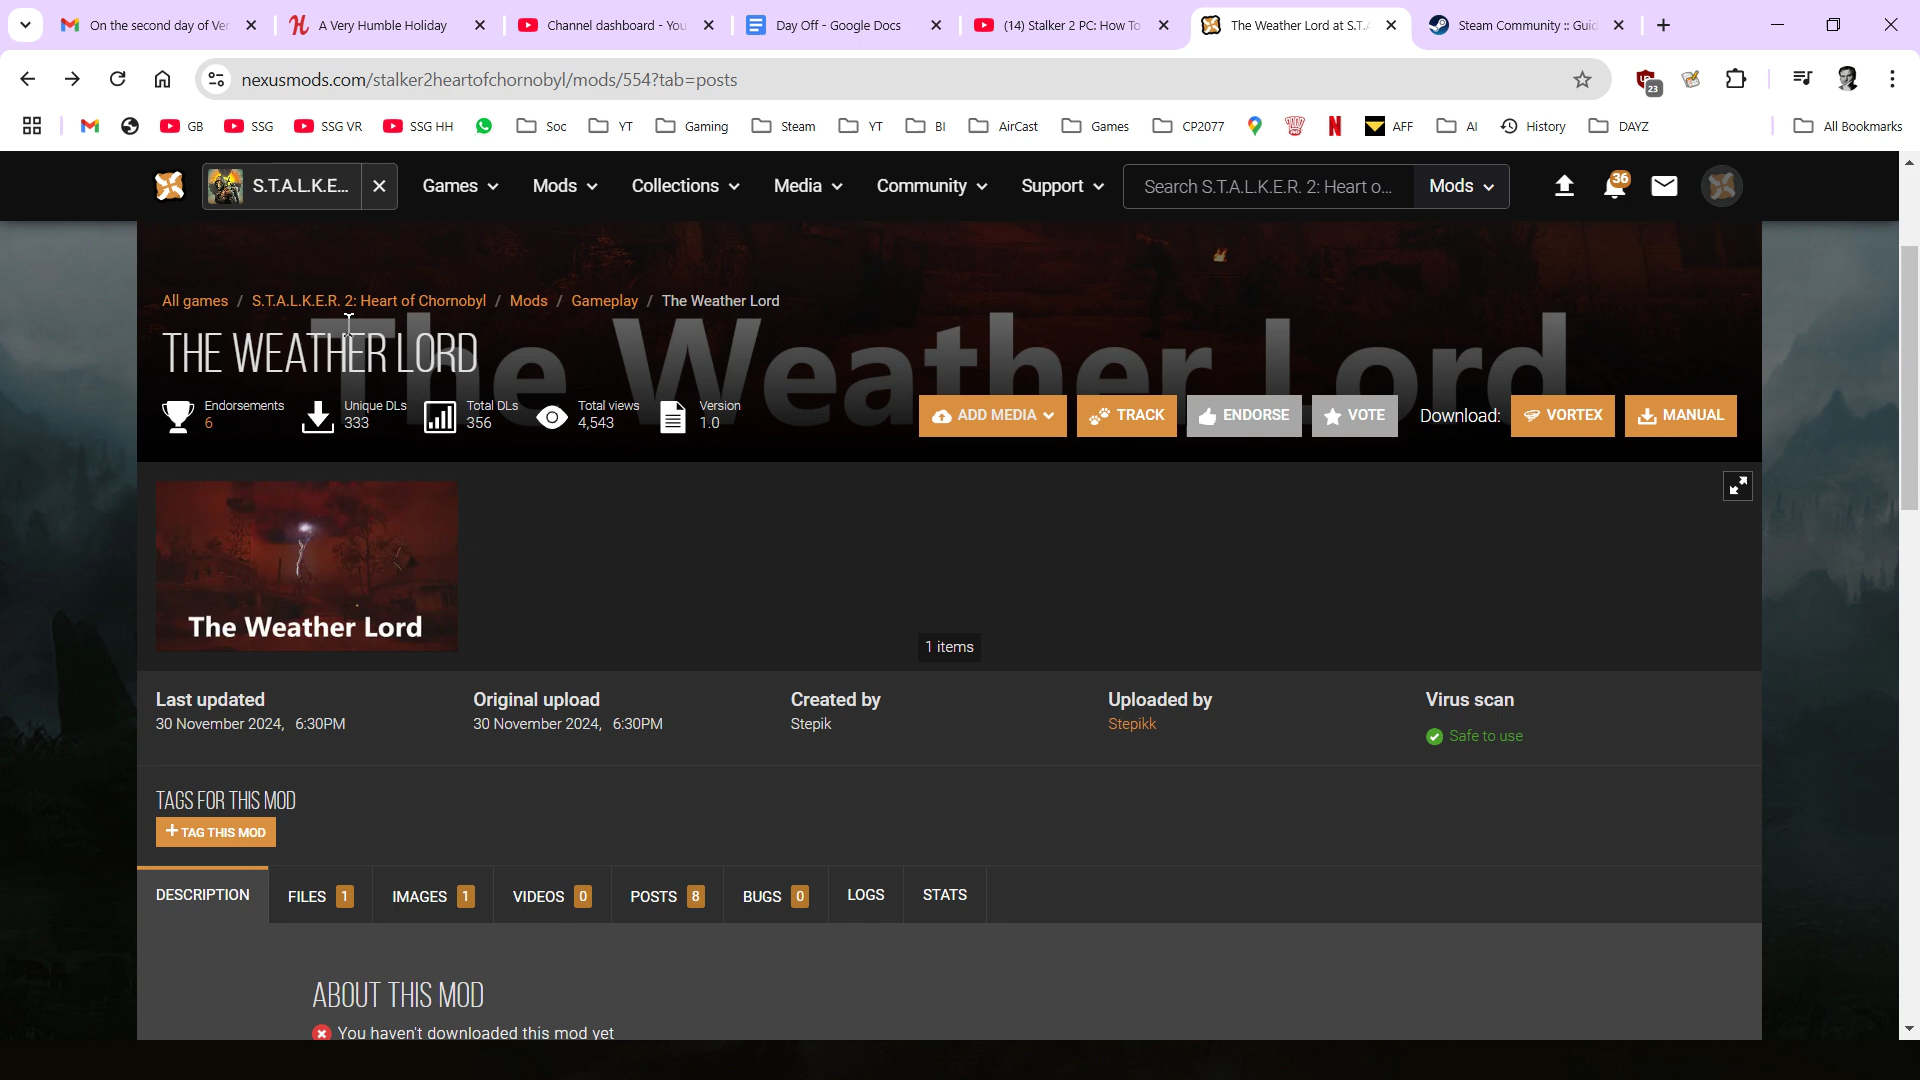 On the second day of Ver
A Very Humble Holiday
Channel dashboard - You
Day Off - Google Docs
(14) Stalker 2 PC: How To
The Weather Lord at S.T.A
Steam Community :: Guid
nexusmods.com/stalker2heartofchornobyl/mods/554?tab=posts
23
GB
SSG
SSG VR
SSG HH
Soc
YT
Gaming
Steam
YT
BI
AirCast
Games
CP2077
AFF
AI
History
DAYZ
All Bookmarks
S.T.A.L.K.E...
Games
Mods
Collections
Media
Community
Support
Search S.T.A.L.K.E.R. 2: Heart o...
Mods
36
All games / S.T.A.L.K.E.R. 2: Heart of Chornobyl / Mods / Gameplay / The Weather Lord
The Weather Lord
THE WEATHER LORD
Endorsements
6
Unique DLs
333
Total DLs
356
Total views
4,543
Version
1.0
ADD MEDIA
TRACK
ENDORSE
VOTE
Download:
VORTEX
MANUAL
The Weather Lord
1 items
Last updated
30 November 2024, 6:30PM
Original upload
30 November 2024, 6:30PM
Created by
Stepik
Uploaded by
Stepikk
Virus scan
Safe to use
TAGS FOR THIS MOD
+ TAG THIS MOD
DESCRIPTION
FILES 1
IMAGES 1
VIDEOS 0
POSTS 8
BUGS 0
LOGS
STATS
ABOUT THIS MOD
You haven't downloaded this mod yet